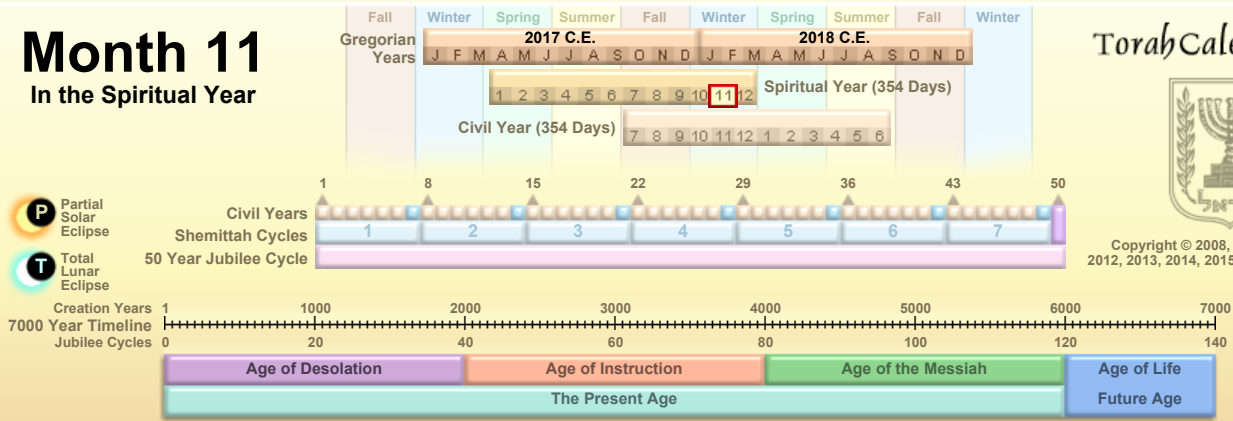 Fall Winter Spring Summer Fall Winter Spring Summer Fall Winter
Month 11
In the Spiritual Year
Gregorian Years
2017 C.E. 2018 C.E.
J F M A M J J A S O N D J F M A M J J A S O N D
1 2 3 4 5 6 7 8 9 10 11 12 Spiritual Year (354 Days)
Civil Year (354 Days) 7 8 9 10 11 12 1 2 3 4 5 6
TorahCale
1 8 15 22 29 36 43 50
P Partial Solar Eclipse
T Total Lunar Eclipse
Civil Years
Shemittah Cycles 1 2 3 4 5 6 7
50 Year Jubilee Cycle
Copyright © 2008,
2012, 2013, 2014, 2015
Creation Years 1 1000 2000 3000 4000 5000 6000 7000
7000 Year Timeline
Jubilee Cycles 0 20 40 60 80 100 120 140
Age of Desolation Age of Instruction Age of the Messiah Age of Life
The Present Age Future Age